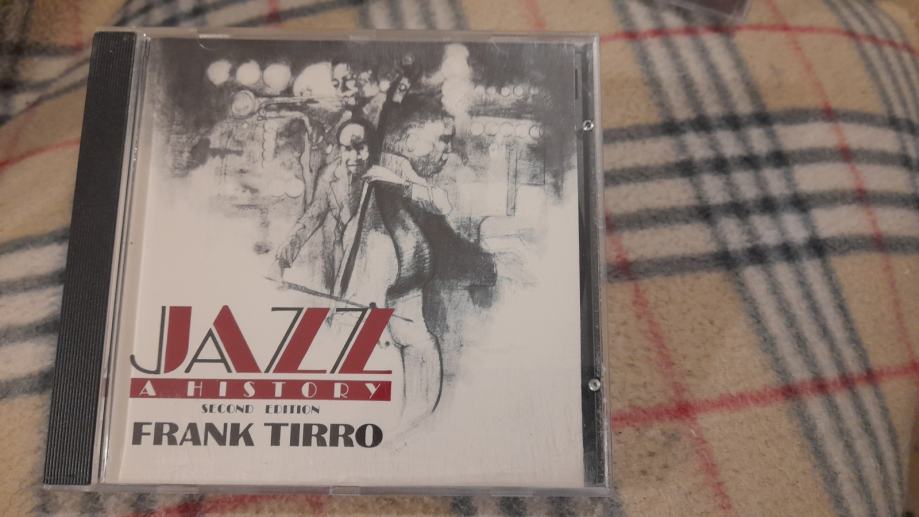 JAZZ
A HISTORY
SECOND EDITION
FRANK TIRRO